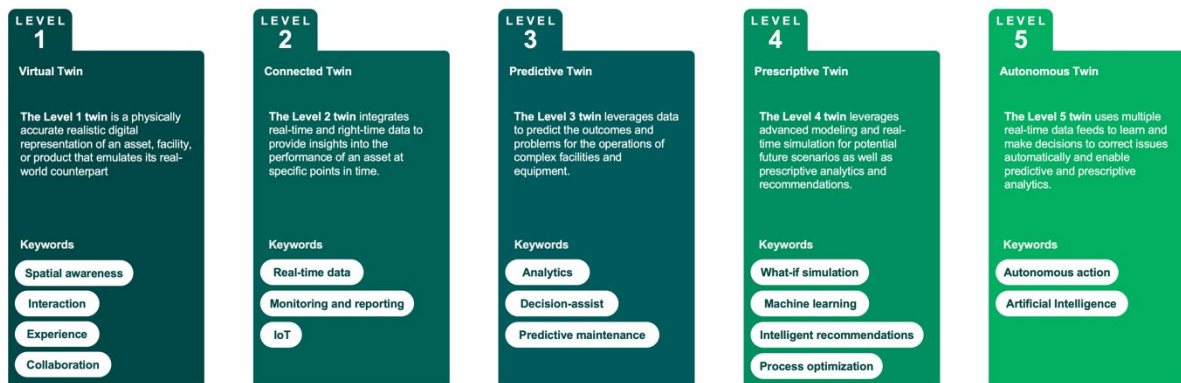 LEVEL
1
Virtual Twin
The Level 1 twin is a physically
accurate realistic digital
representation of an asset, facility,
or product that emulates its real-
world counterpart
Keywords
Spatial awareness
Interaction
Experience
Collaboration
LEVEL
2
Connected Twin
The Level 2 twin integrates
real-time and right-time data to
provide insights into the
performance of an asset at
specific points in time.
Keywords
Real-time data
Monitoring and reporting
IoT
LEVEL
3
Predictive Twin
The Level 3 twin leverages data
to predict the outcomes and
problems for the operations of
complex facilities and
equipment.
Keywords
Analytics
Decision-assist
Predictive maintenance
LEVEL
4
Prescriptive Twin
The Level 4 twin leverages
advanced modeling and real-
time simulation for potential
future scenarios as well as
prescriptive analytics and
recommendations.
Keywords
What-if simulation
Machine learning
Intelligent recommendations
Process optimization
LEVEL
5
Autonomous Twin
The Level 5 twin uses multiple
real-time data feeds to learn and
make decisions to correct issues
automatically and enable
predictive and prescriptive
analytics.
Keywords
Autonomous action
Artificial Intelligence